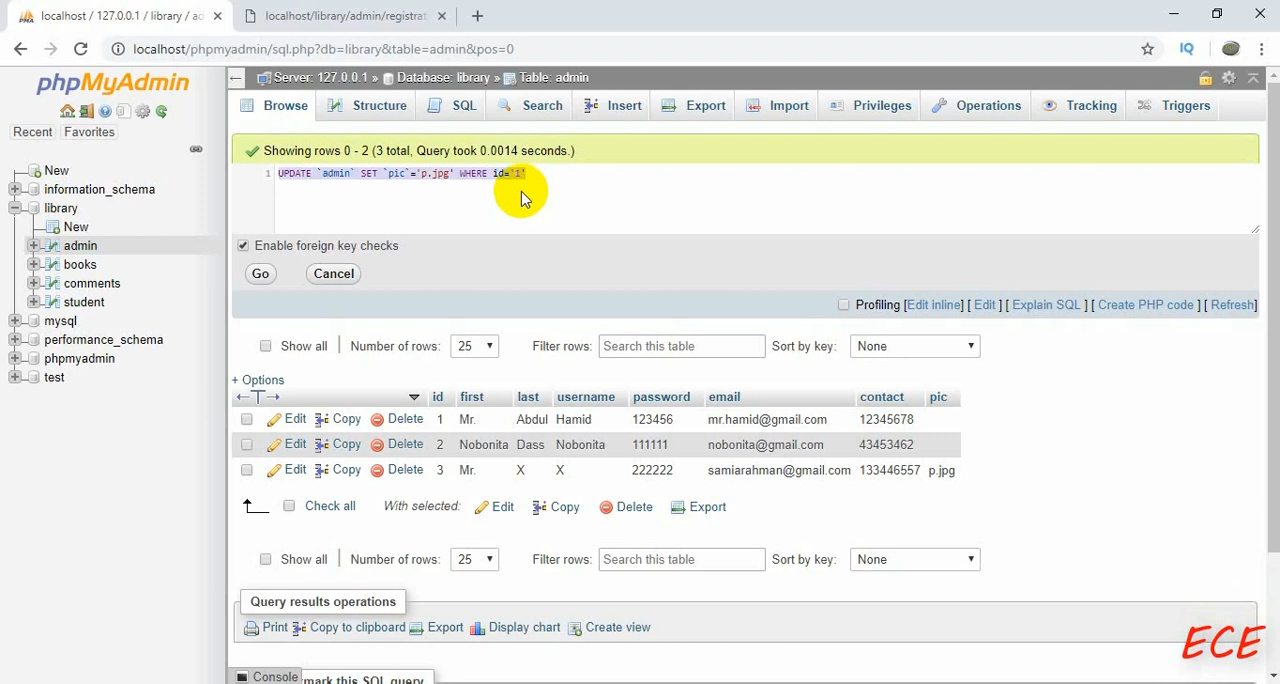 localhost / 127.0.0.1 / library / ad
localhost/library/admin/registrat
localhost/phpmyadmin/sql.php?db=library&table=admin&pos=0
IQ
phpMyAdmin
Recent Favorites
New
information_schema
library
New
admin
books
comments
student
mysql
performance_schema
phpmyadmin
test
Server: 127.0.0.1 » Database: library » Table: admin
Browse Structure SQL Search Insert Export Import Privileges Operations Tracking Triggers
Showing rows 0 - 2 (3 total, Query took 0.0014 seconds.)
1 UPDATE `admin` SET `pic`='p.jpg' WHERE id='1'
Enable foreign key checks
Go Cancel
Profiling [Edit inline] [ Edit ] [ Explain SQL ] [ Create PHP code ] [ Refresh]
Show all Number of rows: 25 Filter rows: Search this table Sort by key: None
+ Options
←T→ id first last username password email contact pic
Edit Copy Delete 1 Mr. Abdul Hamid 123456 mr.hamid@gmail.com 12345678
Edit Copy Delete 2 Nobonita Dass Nobonita 111111 nobonita@gmail.com 43453462
Edit Copy Delete 3 Mr. X X 222222 samiarahman@gmail.com 133446557 p.jpg
Check all With selected: Edit Copy Delete Export
Show all Number of rows: 25 Filter rows: Search this table Sort by key: None
Query results operations
Print Copy to clipboard Export Display chart Create view
Console
mark this SQL query
ECE